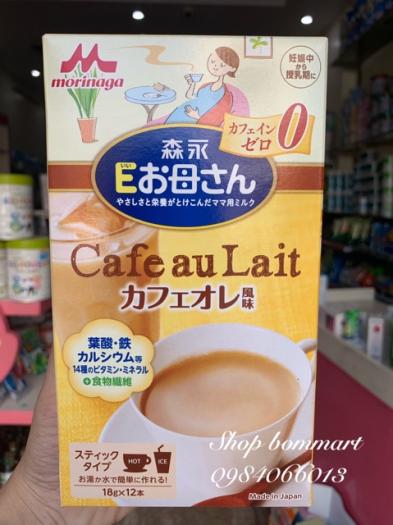 morinaga
妊娠中
から
授乳期に
カフェイン
ゼロ 0
森永
いい
Eお母さん
やさしさと栄養がとけこんだママ用ミルク
Cafe au Lait
カフェオレ風味
葉酸・鉄
カルシウム等
14種のビタミン・ミネラル
+食物繊維
スティック
タイプ
HOT
ICE
お湯か水で簡単に作れる!
18g×12本
Shop bommart
Q984066013
Made in Japan